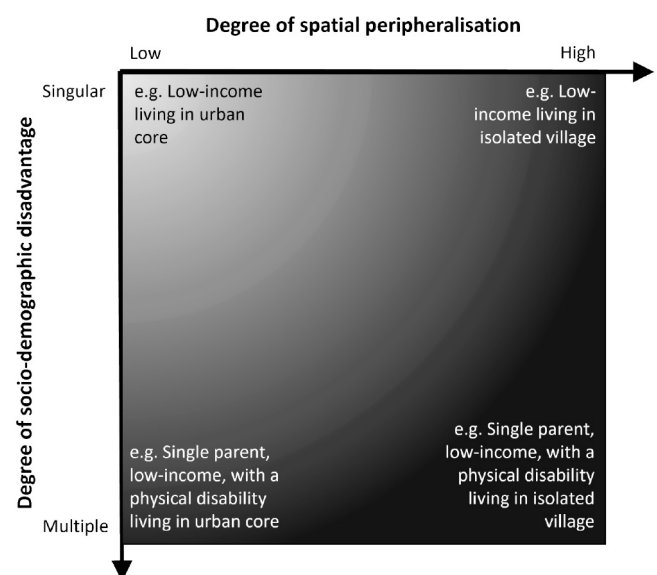 Degree of spatial peripheralisation
Low
High
Singular
e.g. Low-income
living in urban
core
e.g. Low-
income living in
isolated village
Degree of socio-demographic disadvantage
e.g. Single parent,
low-income, with a
physical disability
living in urban core
e.g. Single parent,
low-income, with a
physical disability
living in isolated
village
Multiple